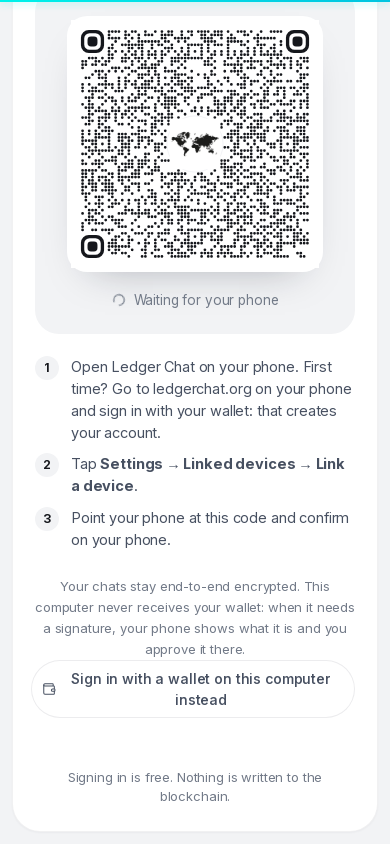 Waiting for your phone
1 Open Ledger Chat on your phone. First
time? Go to ledgerchat.org on your phone
and sign in with your wallet: that creates
your account.
2 Tap Settings → Linked devices → Link
a device.
3 Point your phone at this code and confirm
on your phone.
Your chats stay end-to-end encrypted. This
computer never receives your wallet: when it needs
a signature, your phone shows what it is and you
approve it there.
Sign in with a wallet on this computer
instead
Signing in is free. Nothing is written to the
blockchain.